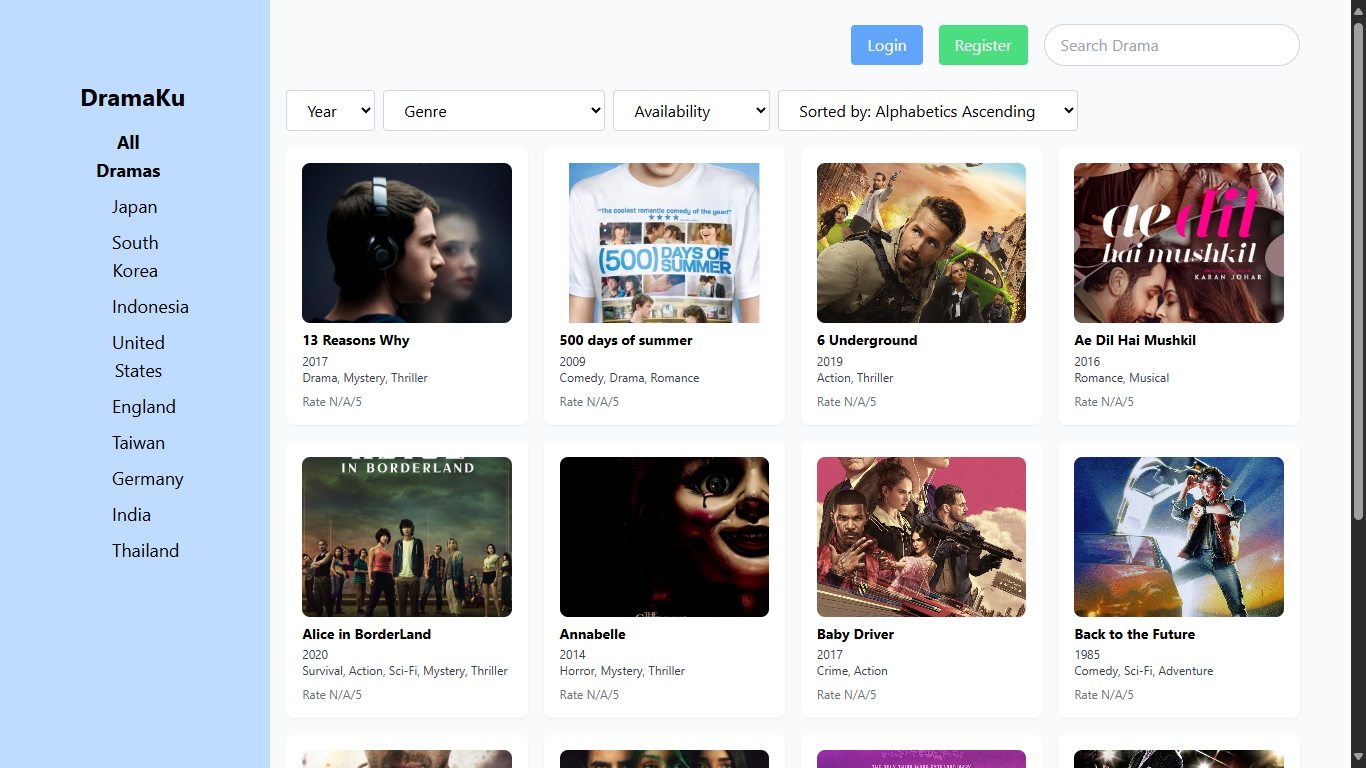 Login
Register
Search Drama
DramaKu
All
Dramas
Japan
South
Korea
Indonesia
United
States
England
Taiwan
Germany
India
Thailand
Year
Genre
Availability
Sorted by: Alphabetics Ascending
"The coolest romantic comedy of the year!"
(500) DAYS OF
SUMMER
ae dil
hai mushkil
KARAN JOHAR
13 Reasons Why
2017
Drama, Mystery, Thriller
Rate N/A/5
500 days of summer
2009
Comedy, Drama, Romance
Rate N/A/5
6 Underground
2019
Action, Thriller
Rate N/A/5
Ae Dil Hai Mushkil
2016
Romance, Musical
Rate N/A/5
IN BORDERLAND
THE
Alice in BorderLand
2020
Survival, Action, Sci-Fi, Mystery, Thriller
Rate N/A/5
Annabelle
2014
Horror, Mystery, Thriller
Rate N/A/5
Baby Driver
2017
Crime, Action
Rate N/A/5
Back to the Future
1985
Comedy, Sci-Fi, Adventure
Rate N/A/5